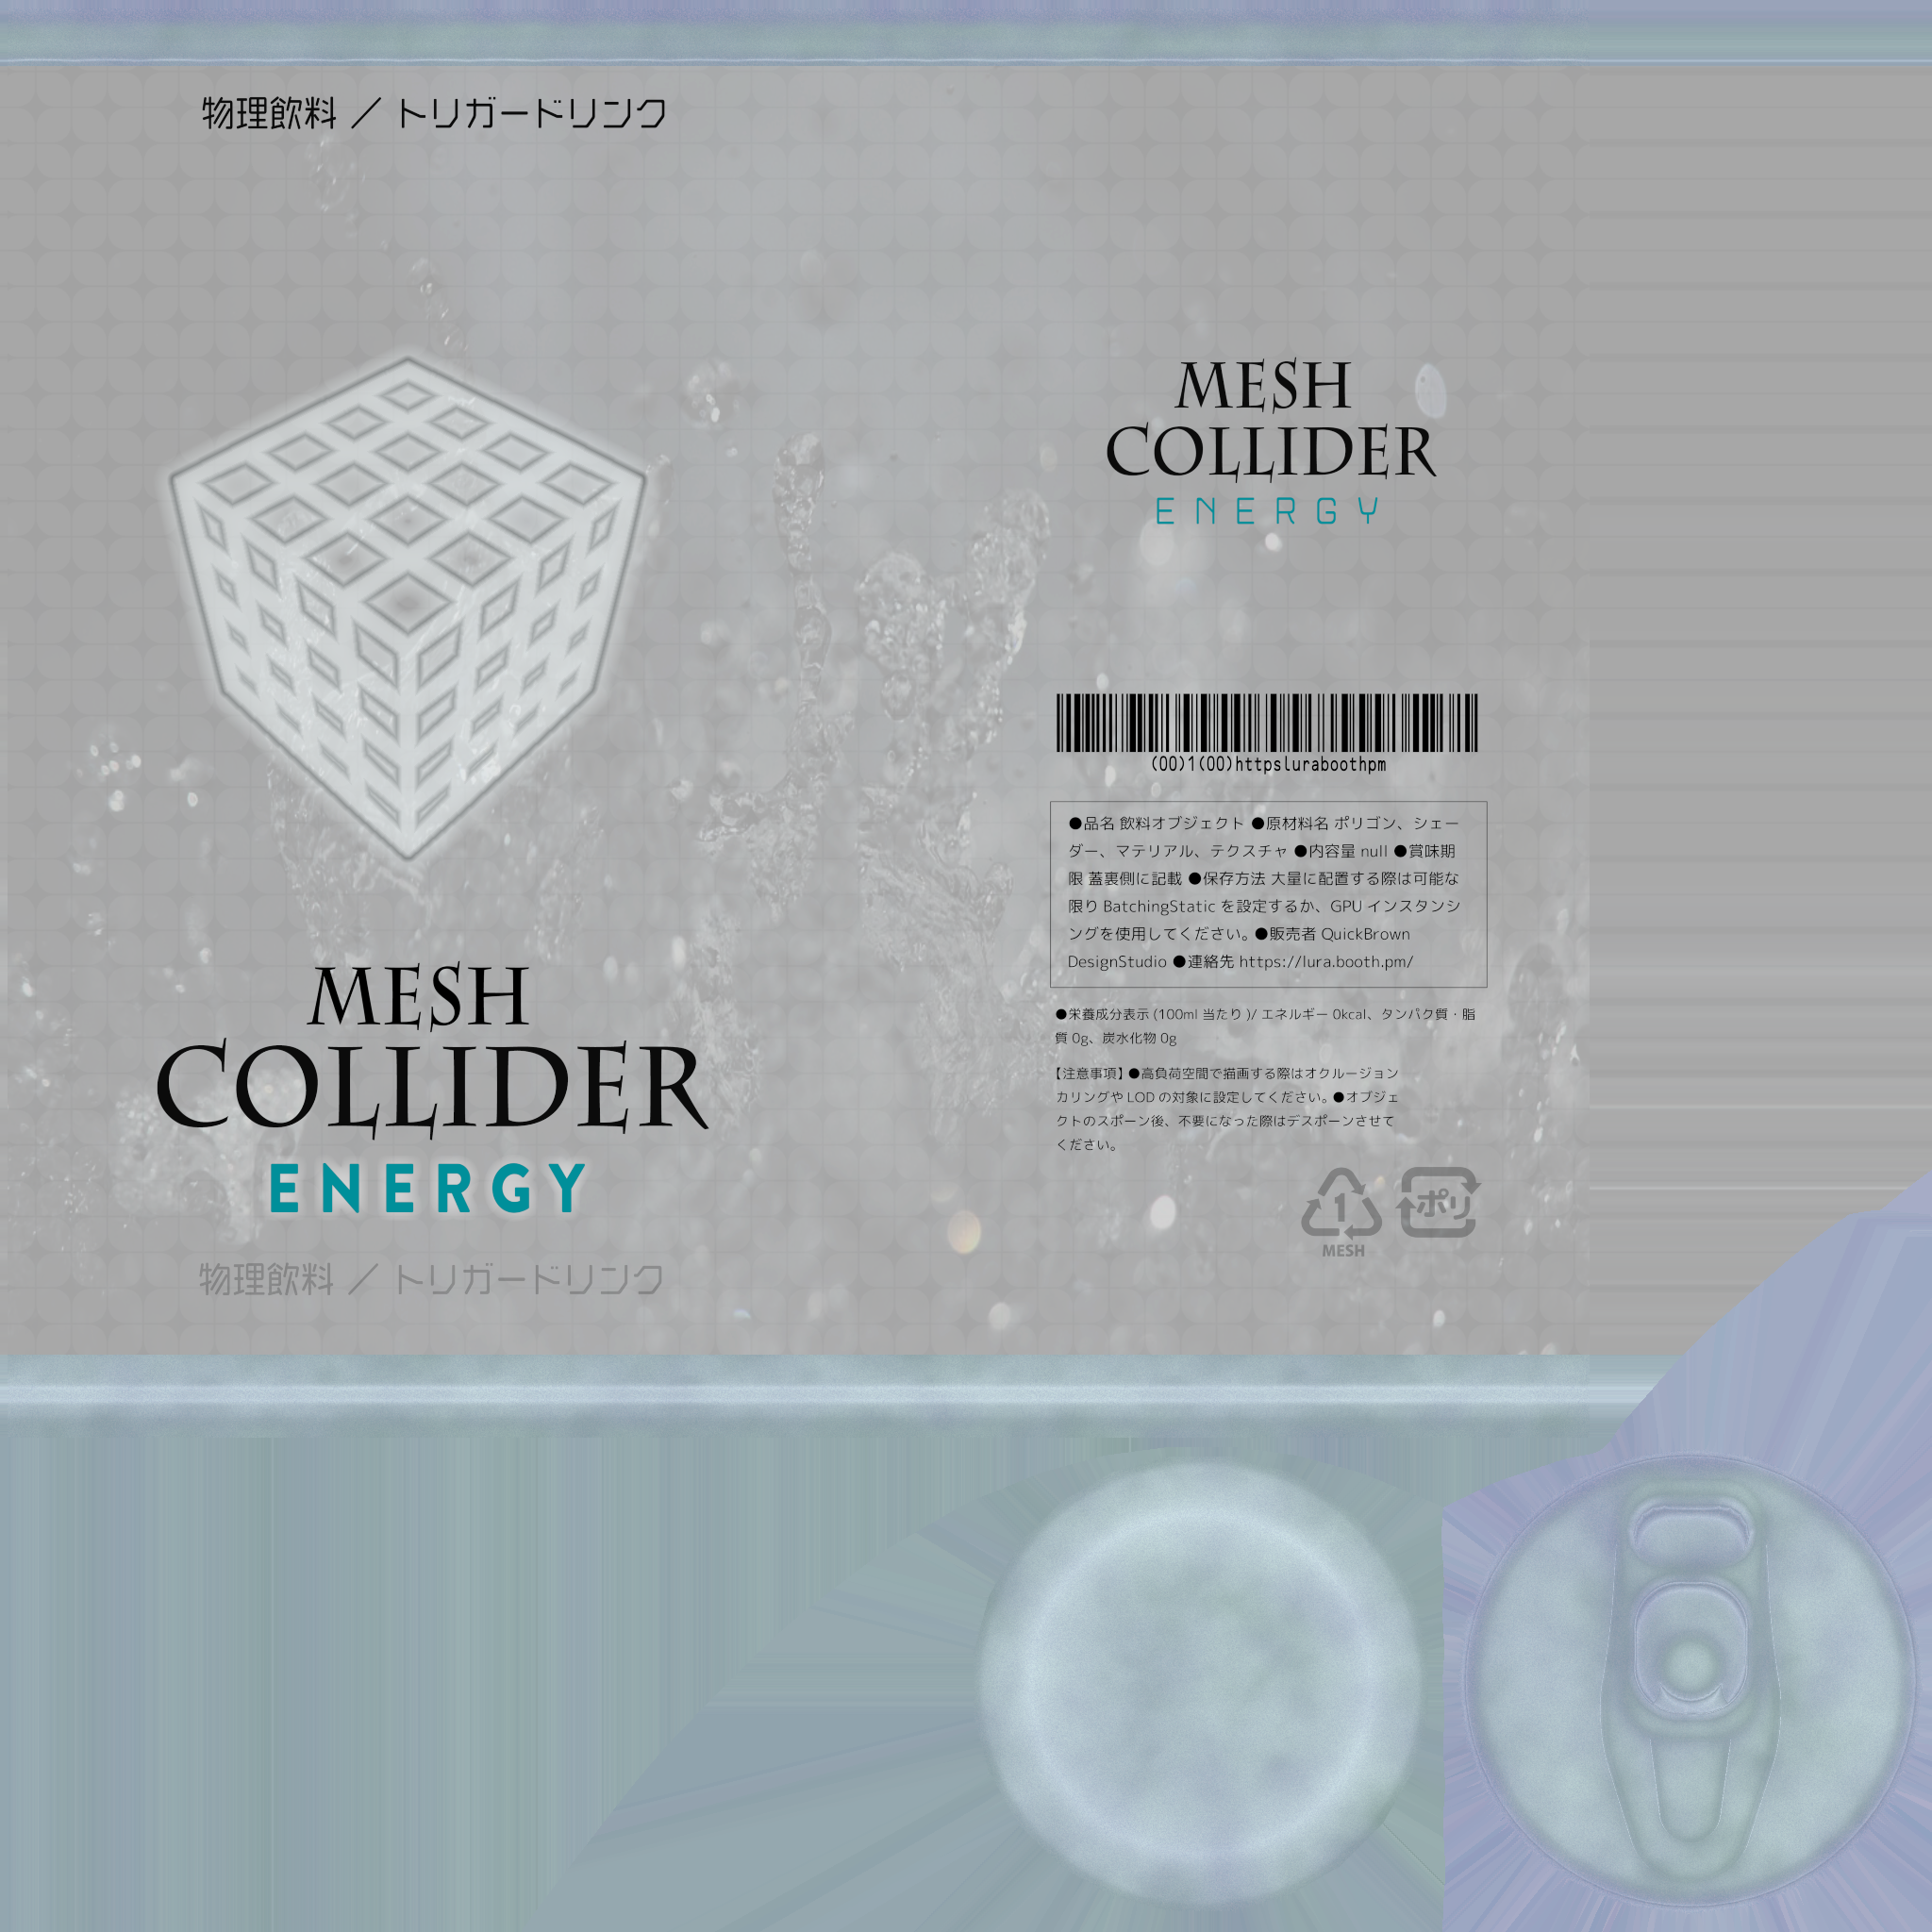 物理飲料 ／ トリガードリンク
MESH
COLLIDER
ENERGY
物理飲料 ／ トリガードリンク
MESH
COLLIDER
ENERGY
(00)1(00)httpsluraboothpm
●品名 飲料オブジェクト ●原材料名 ポリゴン、シェー
ダー、マテリアル、テクスチャ ●内容量 null ●賞味期
限 蓋裏側に記載 ●保存方法 大量に配置する際は可能な
限り BatchingStatic を設定するか、GPU インスタンシ
ングを使用してください。●販売者 QuickBrown
DesignStudio ●連絡先 https://lura.booth.pm/
●栄養成分表示 (100ml 当たり )/ エネルギー 0kcal、タンパク質・脂
質 0g、炭水化物 0g
【注意事項】●高負荷空間で描画する際はオクルージョン
カリングや LOD の対象に設定してください。●オブジェ
クトのスポーン後、不要になった際はデスポーンさせて
ください。
1
MESH
ポリ